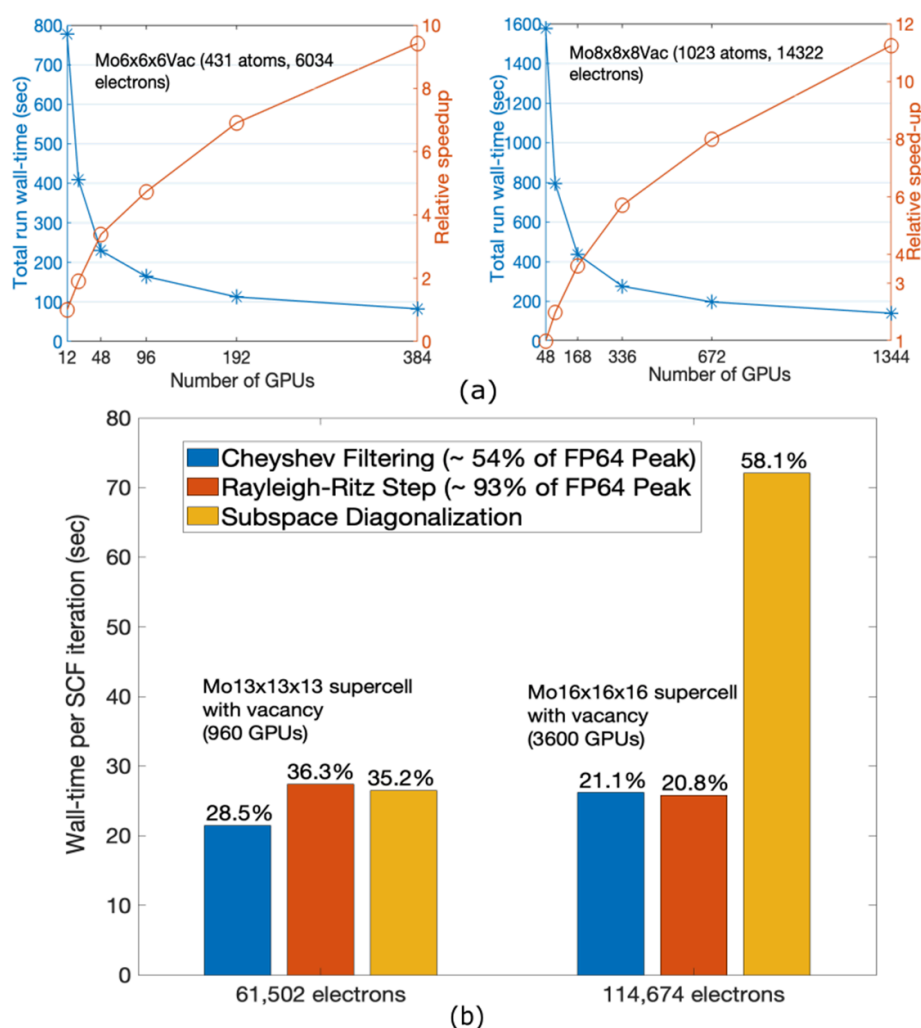 800
700
600
500
400
300
200
100
0
Total run wall-time (sec)
Mo6x6x6Vac (431 atoms, 6034
electrons)
10
8
6
4
2
0
Relative speedup
12 48 96 192 384
Number of GPUs
1600
1400
1200
1000
800
600
400
200
0
Total run wall-time (sec)
Mo8x8x8Vac (1023 atoms, 14322
electrons)
12
11
8
6
4
3
1
Relative speed-up
48 168 336 672 1344
Number of GPUs
(a)
80
70
60
50
40
30
20
10
0
Wall-time per SCF iteration (sec)
Cheyshev Filtering (~ 54% of FP64 Peak)
Rayleigh-Ritz Step (~ 93% of FP64 Peak
Subspace Diagonalization
58.1%
Mo13x13x13 supercell
with vacancy
(960 GPUs)
28.5% 36.3% 35.2%
Mo16x16x16 supercell
with vacancy
(3600 GPUs)
21.1% 20.8%
61,502 electrons 114,674 electrons
(b)